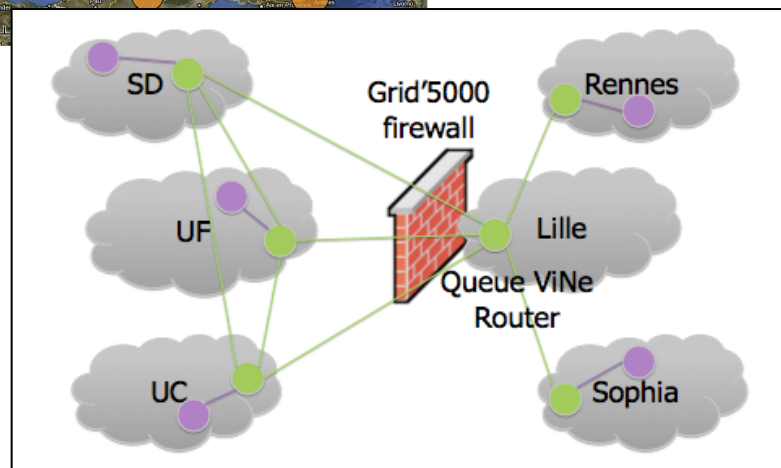 SD
Grid'5000
firewall
Rennes
UF
Lille
Queue ViNe
Router
UC
Sophia